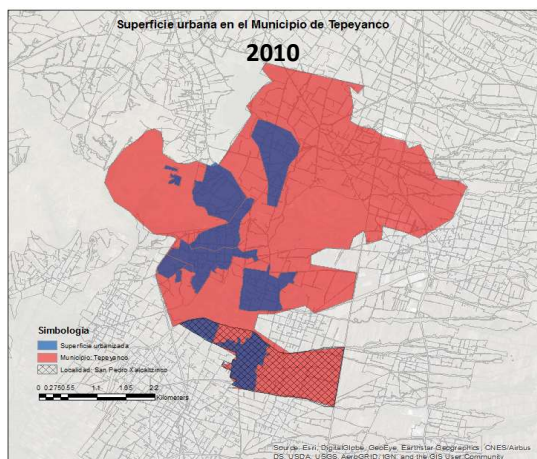 Superficie urbana en el Municipio de Tepeyanco
2010
Simbología
Superficie urbanizada
Municipio: Tepeyanco
Localidad: San Pedro Xalcaltzinco
0 0.2750.55 1.1 1.65 2.2
Kilometers
Source: Esri, DigitalGlobe, GeoEye, Earthstar Geographics, CNES/Airbus
DS, USDA, USGS, AeroGRID, IGN, and the GIS User Community